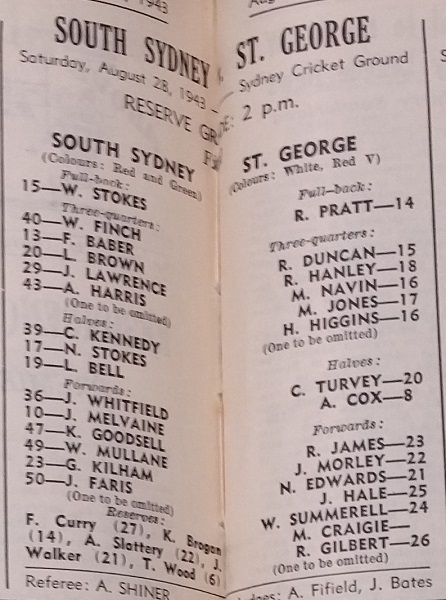 1943
SOUTH SYDNEY
Saturday, August 28, 1943
RESERVE
SOUTH SYDNEY
(Colours: Red and Green)
Full-back:
15—W. STOKES
Three-quarters:
40—W. FINCH
13—F. BABER
20—L. BROWN
29—J. LAWRENCE
43—A. HARRIS
(One to be omitted)
Halves:
39—C. KENNEDY
17—N. STOKES
19—L. BELL
Forwards:
36—J. WHITFIELD
10—J. MELVAINE
47—K. GOODSELL
49—W. MULLANE
23—G. KILHAM
50—J. FARIS
(One to be omitted)
Reserves:
F. Curry (27), K. Brogan
(14), A. Slattery (22), J.
Walker (21), T. Wood (6)
Referee: A. SHINER
ST. GEORGE
Sydney Cricket Ground
2 p.m.
ST. GEORGE
(Colours: White, Red V)
Full-back:
R. PRATT—14
Three-quarters:
R. DUNCAN—15
R. HANLEY—18
M. NAVIN—16
M. JONES—17
H. HIGGINS—16
(One to be omitted)
Halves:
C. TURVEY—20
A. COX—8
Forwards:
R. JAMES—23
J. MORLEY—22
N. EDWARDS—21
J. HALE—25
W. SUMMERELL—24
M. CRAIGIE—
R. GILBERT—26
(One to be omitted)
A. Fifield, J. Bates